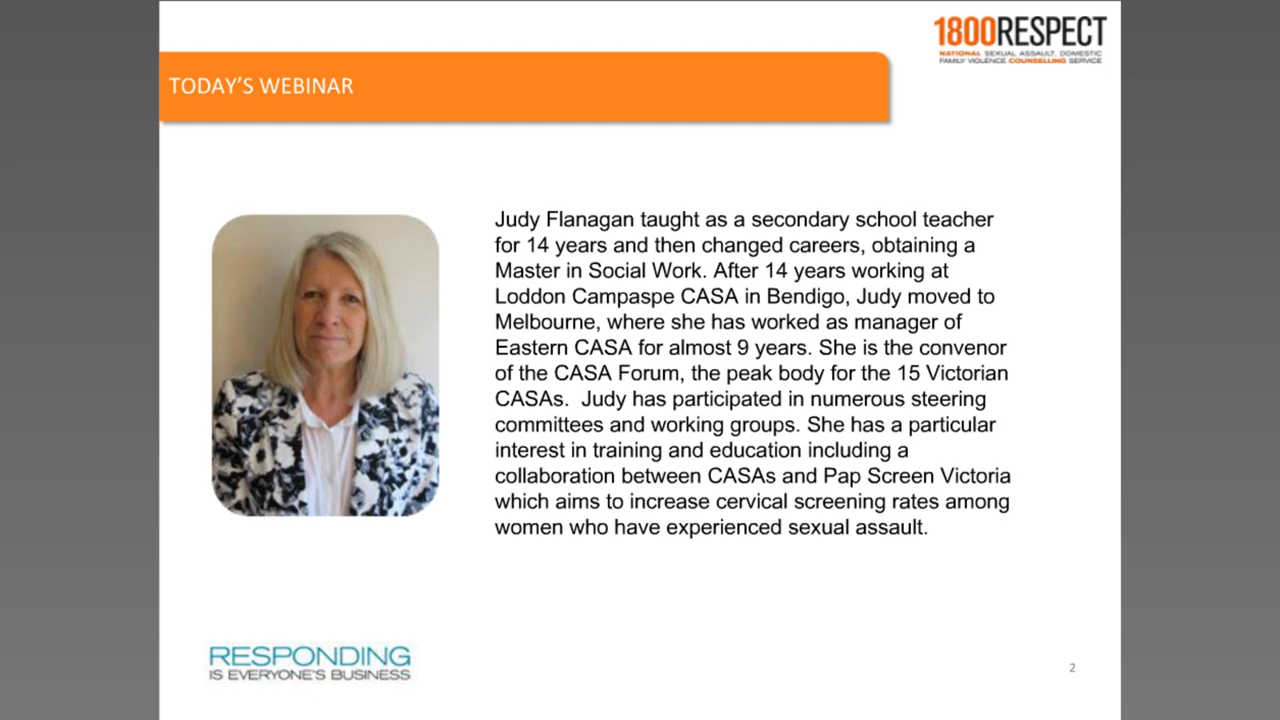 1800RESPECT
NATIONAL SEXUAL ASSAULT, DOMESTIC
FAMILY VIOLENCE COUNSELLING SERVICE
TODAY'S WEBINAR
Judy Flanagan taught as a secondary school teacher
for 14 years and then changed careers, obtaining a
Master in Social Work. After 14 years working at
Loddon Campaspe CASA in Bendigo, Judy moved to
Melbourne, where she has worked as manager of
Eastern CASA for almost 9 years. She is the convenor
of the CASA Forum, the peak body for the 15 Victorian
CASAs.  Judy has participated in numerous steering
committees and working groups. She has a particular
interest in training and education including a
collaboration between CASAs and Pap Screen Victoria
which aims to increase cervical screening rates among
women who have experienced sexual assault.
RESPONDING
IS EVERYONE'S BUSINESS
2